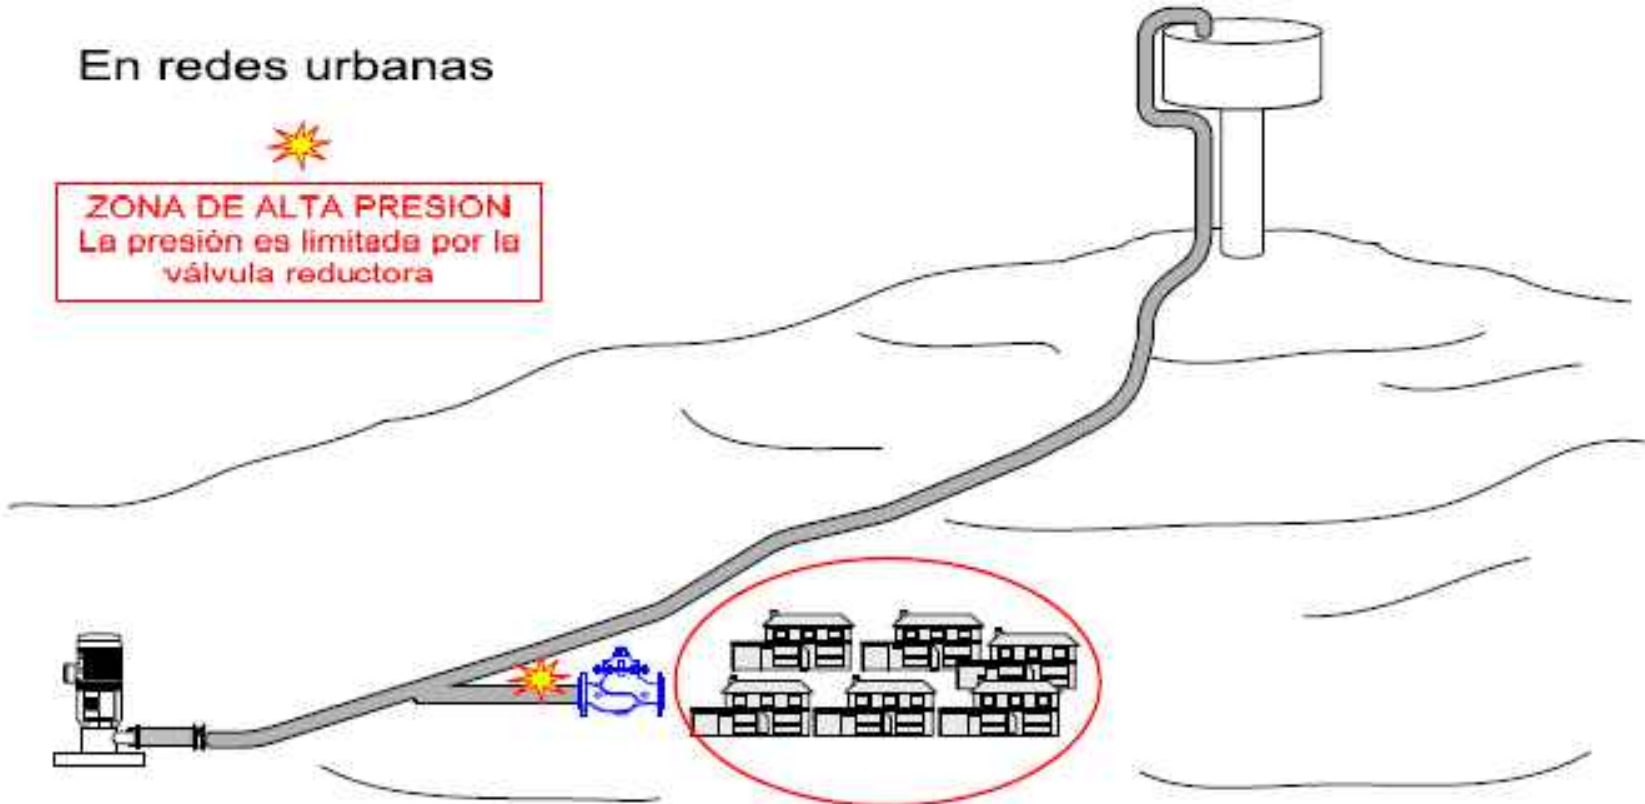 En redes urbanas
ZONA DE ALTA PRESION
La presión es limitada por la
válvula reductora